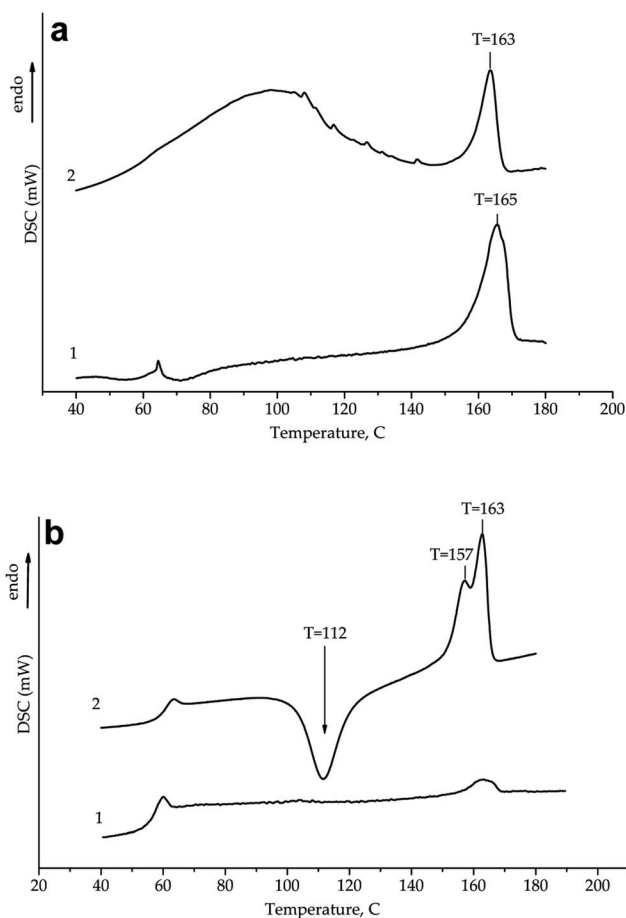 a
T=163
endo
DSC (mW)
2
T=165
1
40 60 80 100 120 140 160 180 200
Temperature, C
b
T=163
T=157
endo
T=112
DSC (mW)
2
1
20 40 60 80 100 120 140 160 180 200
Temperature, C